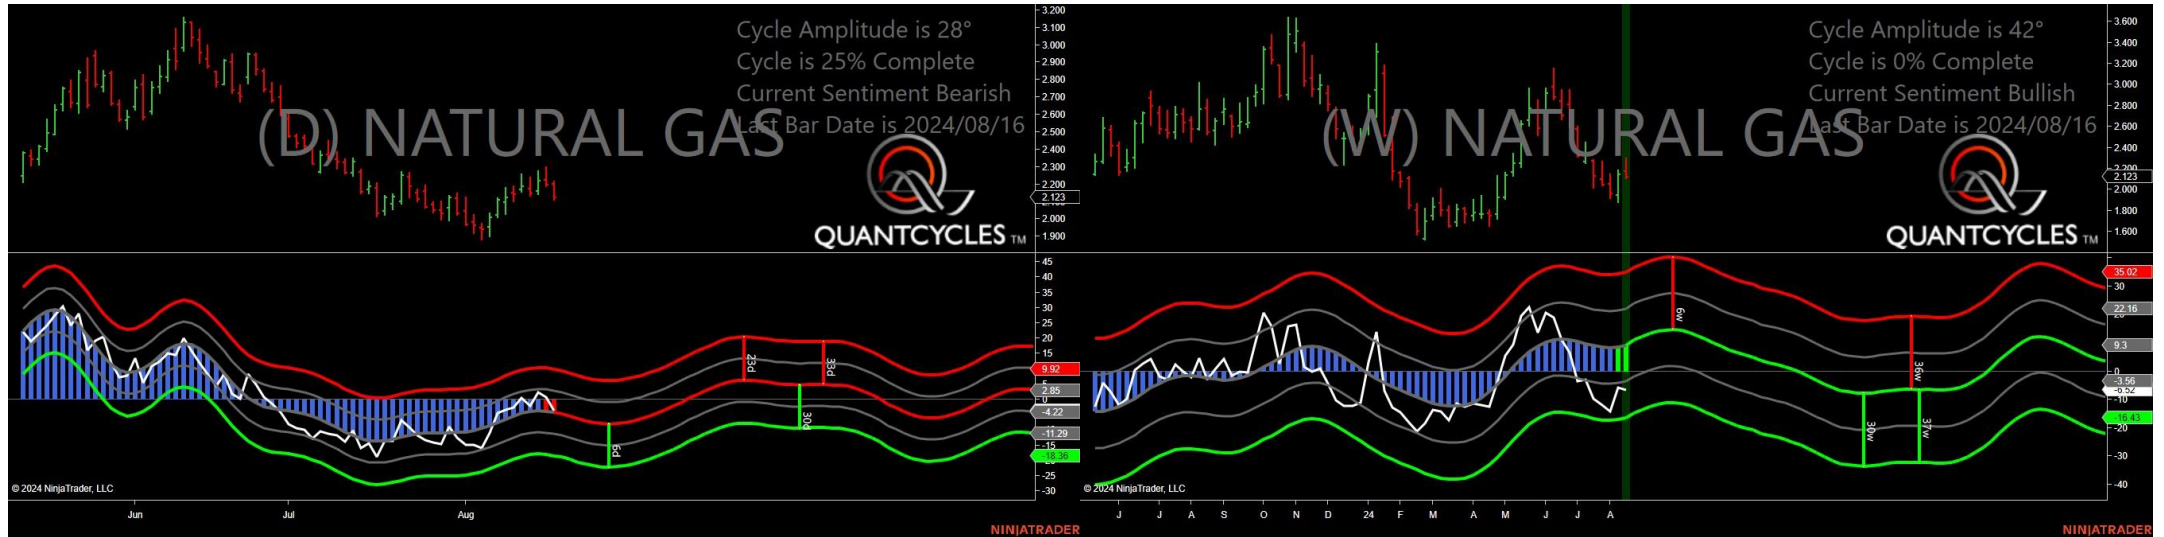 Cycle Amplitude is 28°
Cycle is 25% Complete
Current Sentiment Bearish
Last Bar Date is 2024/08/16
(D) NATURAL GAS
QUANTCYCLES TM
3.200
3.100
3.000
2.900
2.800
2.700
2.600
2.500
2.400
2.300
2.200
2.123
2.000
1.900
45
40
35
30
25
20
15
9.92
2.85
0
-4.22
-11.29
-15
-18.36
-25
-30
23d
33d
30d
© 2024 NinjaTrader, LLC
Jun
Jul
Aug
NINJATRADER
Cycle Amplitude is 42°
Cycle is 0% Complete
Current Sentiment Bullish
Last Bar Date is 2024/08/16
(W) NATURAL GAS
QUANTCYCLES TM
3.600
3.400
3.200
3.000
2.800
2.600
2.400
2.200
2.123
2.000
1.800
1.600
35.02
30
22.16
9.3
0
-3.56
-10
-16.43
-20
-30
-40
6w
36w
30w
37w
© 2024 NinjaTrader, LLC
J
J
A
S
O
N
D
24
F
M
A
M
J
J
A
NINJATRADER